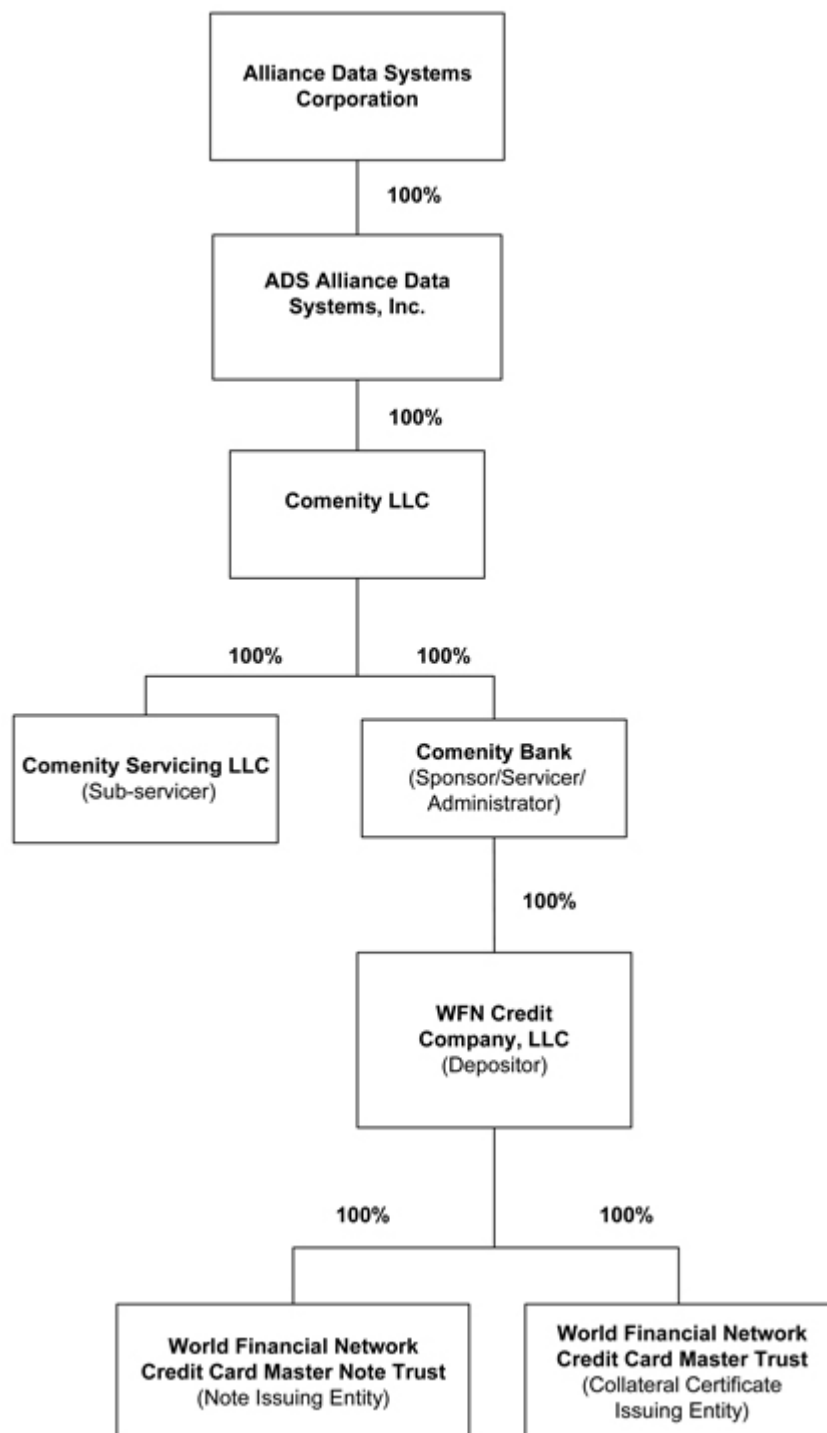 Alliance Data Systems
Corporation
100%
ADS Alliance Data
Systems, Inc.
100%
Comenity LLC
100%
100%
Comenity Servicing LLC
(Sub-servicer)
Comenity Bank
(Sponsor/Servicer/
Administrator)
100%
WFN Credit
Company, LLC
(Depositor)
100%
100%
World Financial Network
Credit Card Master Note Trust
(Note Issuing Entity)
World Financial Network
Credit Card Master Trust
(Collateral Certificate
Issuing Entity)